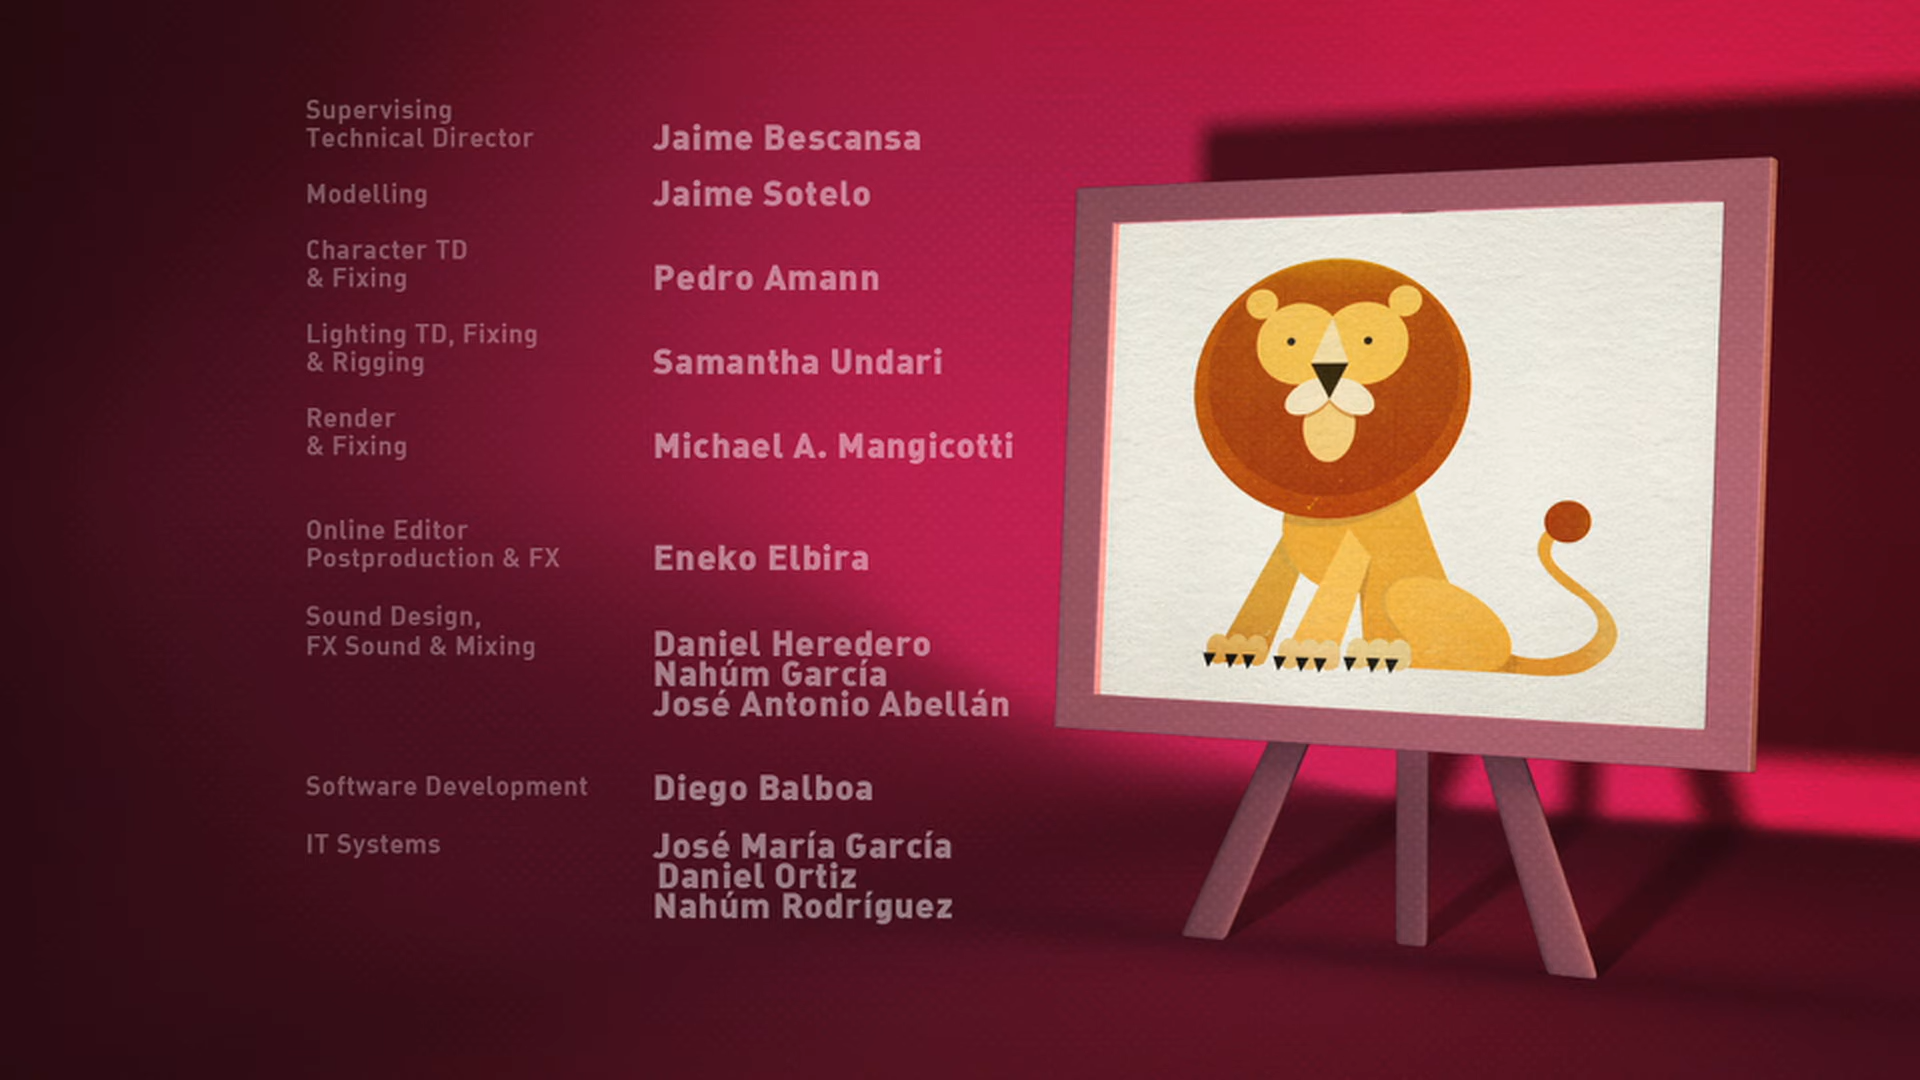 Supervising
Technical Director
Jaime Bescansa
Modelling
Jaime Sotelo
Character TD
& Fixing
Pedro Amann
Lighting TD, Fixing
& Rigging
Samantha Undari
Render
& Fixing
Michael A. Mangicotti
Online Editor
Postproduction & FX
Eneko Elbira
Sound Design,
FX Sound & Mixing
Daniel Heredero
Nahúm García
José Antonio Abellán
Software Development
Diego Balboa
IT Systems
José María García
Daniel Ortiz
Nahúm Rodríguez